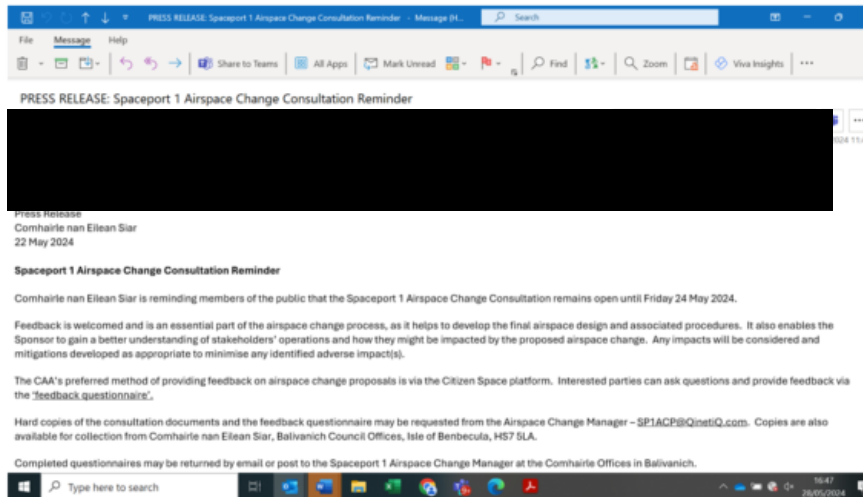 PRESS RELEASE: Spaceport 1 Airspace Change Consultation Reminder - Message (H...
Search
File Message Help
Share to Teams All Apps Mark Unread Find Zoom Viva Insights ...
PRESS RELEASE: Spaceport 1 Airspace Change Consultation Reminder
Press Release
Comhairle nan Eilean Siar
22 May 2024
Spaceport 1 Airspace Change Consultation Reminder
Comhairle nan Eilean Siar is reminding members of the public that the Spaceport 1 Airspace Change Consultation remains open until Friday 24 May 2024.
Feedback is welcomed and is an essential part of the airspace change process, as it helps to develop the final airspace design and associated procedures. It also enables the
Sponsor to gain a better understanding of stakeholders' operations and how they might be impacted by the proposed airspace change. Any impacts will be considered and
mitigations developed as appropriate to minimise any identified adverse impact(s).
The CAA's preferred method of providing feedback on airspace change proposals is via the Citizen Space platform. Interested parties can ask questions and provide feedback via
the 'feedback questionnaire'.
Hard copies of the consultation documents and the feedback questionnaire may be requested from the Airspace Change Manager – SP1ACP@QinetiQ.com. Copies are also
available for collection from Comhairle nan Eilean Siar, Balivanich Council Offices, Isle of Benbecula, HS7 5LA.
Completed questionnaires may be returned by email or post to the Spaceport 1 Airspace Change Manager at the Comhairle Offices in Balivanich.
Type here to search
16:47
28/05/2024